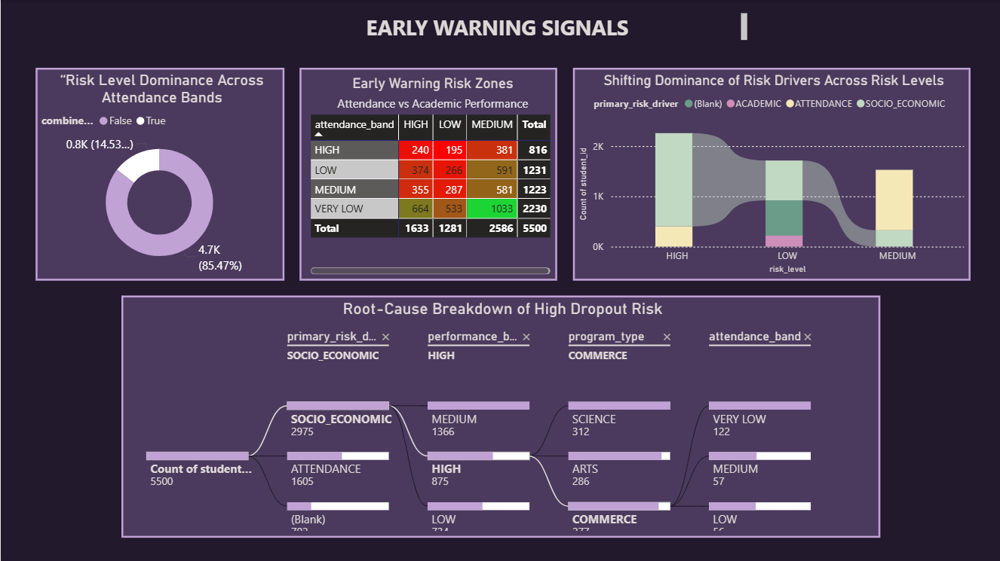 EARLY WARNING SIGNALS
“Risk Level Dominance Across
Attendance Bands
combine... False True
0.8K (14.53...)
4.7K
(85.47%)
Early Warning Risk Zones
Attendance vs Academic Performance
attendance_band HIGH LOW MEDIUM Total
HIGH 240 195 381 816
LOW 374 266 591 1231
MEDIUM 355 287 581 1223
VERY LOW 664 533 1033 2230
Total 1633 1281 2586 5500
Shifting Dominance of Risk Drivers Across Risk Levels
primary_risk_driver (Blank) ACADEMIC ATTENDANCE SOCIO_ECONOMIC
Count of student_id
2K
1K
0K
HIGH LOW MEDIUM
risk_level
Root-Cause Breakdown of High Dropout Risk
primary_risk_d... performance_b... program_type attendance_band
SOCIO_ECONOMIC HIGH COMMERCE
Count of student...
5500
SOCIO_ECONOMIC
2975
ATTENDANCE
1605
(Blank)
MEDIUM
1366
HIGH
875
LOW
SCIENCE
312
ARTS
286
COMMERCE
VERY LOW
122
MEDIUM
57
LOW